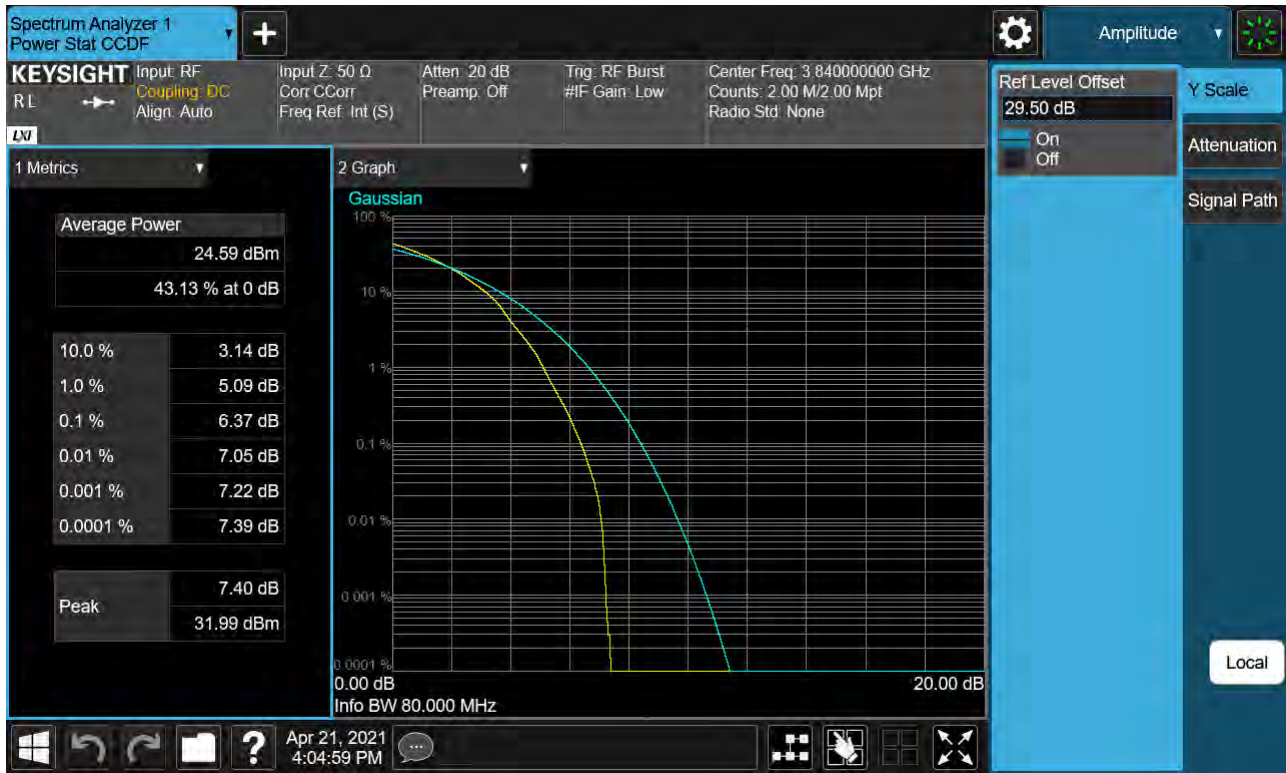 Spectrum Analyzer 1
Power Stat CCDF
Amplitude
KEYSIGHT
RL
LXI
Input: RF
Coupling: DC
Align: Auto
Input Z: 50 Ω
Corr CCorr
Freq Ref: Int (S)
Atten: 20 dB
Preamp: Off
Trig: RF Burst
#IF Gain: Low
Center Freq: 3.840000000 GHz
Counts: 2.00 M/2.00 Mpt
Radio Std: None
Ref Level Offset
29.50 dB
On
Off
Y Scale
Attenuation
Signal Path
Local
1 Metrics
Average Power
24.59 dBm
43.13 % at 0 dB
10.0 % 3.14 dB
1.0 % 5.09 dB
0.1 % 6.37 dB
0.01 % 7.05 dB
0.001 % 7.22 dB
0.0001 % 7.39 dB
Peak
7.40 dB
31.99 dBm
2 Graph
Gaussian
100 %
10 %
1 %
0.1 %
0.01 %
0.001 %
0.0001 %
0.00 dB 20.00 dB
Info BW 80.000 MHz
?
Apr 21, 2021
4:04:59 PM